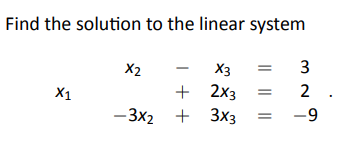 Find the solution to the linear system
x₂ − x₃ = 3
x₁ + 2x₃ = 2 .
−3x₂ + 3x₃ = −9